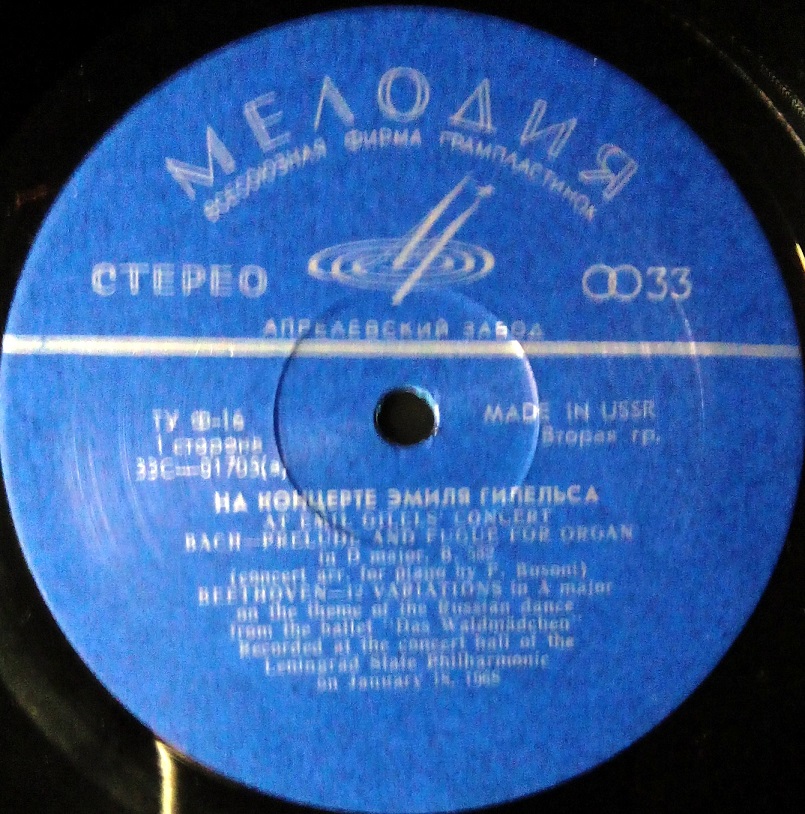 МЕЛОДИЯ
ВСЕСОЮЗНАЯ ФИРМА ГРАМПЛАСТИНОК
СТЕРЕО
33
АПРЕЛЕВСКИЙ ЗАВОД
ТУ
MADE IN USSR
1 сторона
Вторая гр.
НА КОНЦЕРТЕ ЭМИЛЯ ГИЛЕЛЬСА
AT EMIL GILELS' CONCERT
BACH—PRELUDE AND FUGUE FOR ORGAN
in D major, B.
(concert arr. for piano by F. Busoni)
BEETHOVEN—12 VARIATIONS in A major
on the theme of the Russian dance
from the ballet "Das Waldmädchen"
Recorded at the concert hall of the
Leningrad State Philharmonic
on January